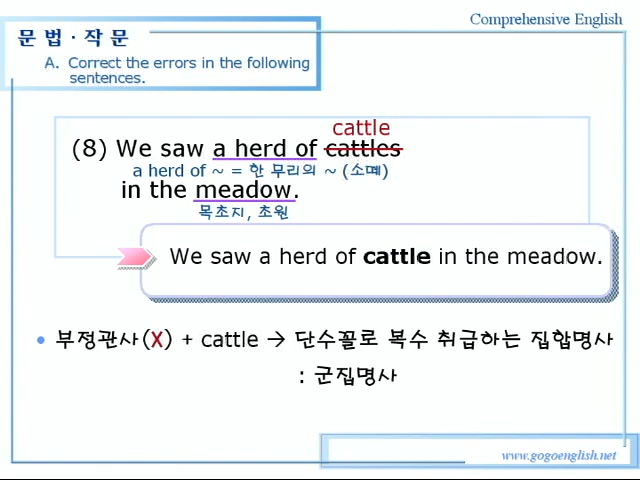 Comprehensive English
문 법 · 작 문
A. Correct the errors in the following
sentences.
cattle
(8) We saw a herd of cattles
a herd of ~ = 한 무리의 ~ (소떼)
in the meadow.
목초지, 초원
We saw a herd of cattle in the meadow.
• 부정관사(X) + cattle → 단수꼴로 복수 취급하는 집합명사
: 군집명사
www.gogoenglish.net